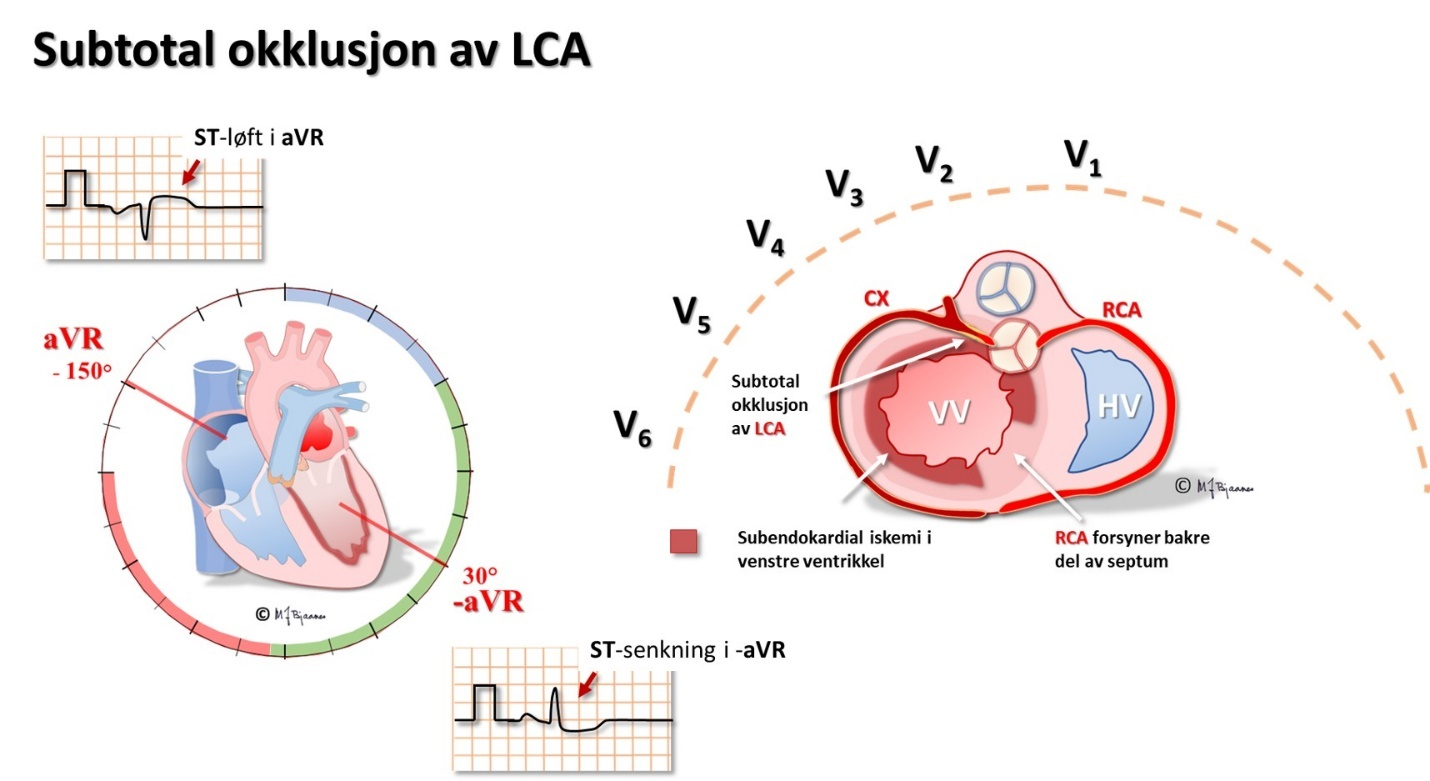 Subtotal okklusjon av LCA
ST-løft i aVR
aVR
- 150°
30°
-aVR
© MJBjaanes
ST-senkning i -aVR
V1
V2
V3
V4
V5
V6
CX
RCA
Subtotal
okklusjon
av LCA
VV
HV
© MJBjaanes
Subendokardial iskemi i
venstre ventrikkel
RCA forsyner bakre
del av septum